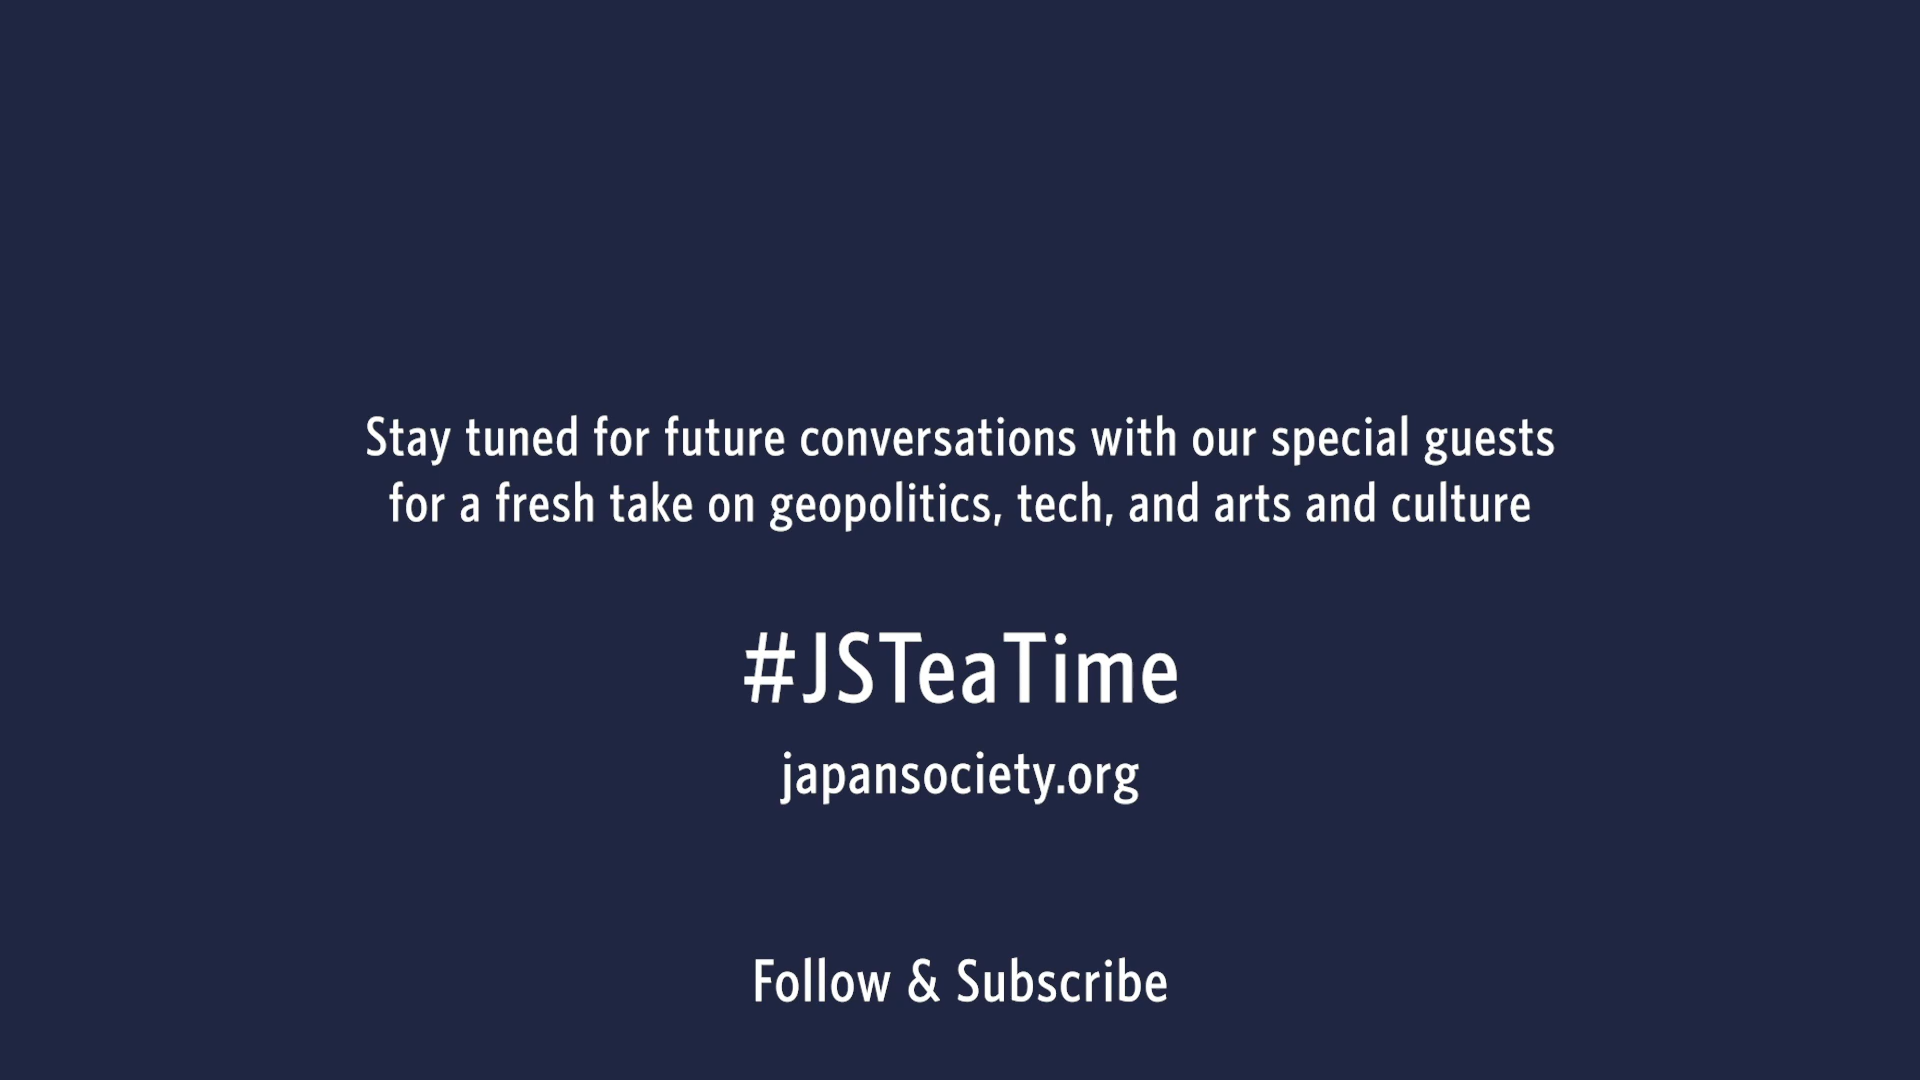 Stay tuned for future conversations with our special guests
for a fresh take on geopolitics, tech, and arts and culture
#JSTeaTime
japansociety.org
Follow & Subscribe